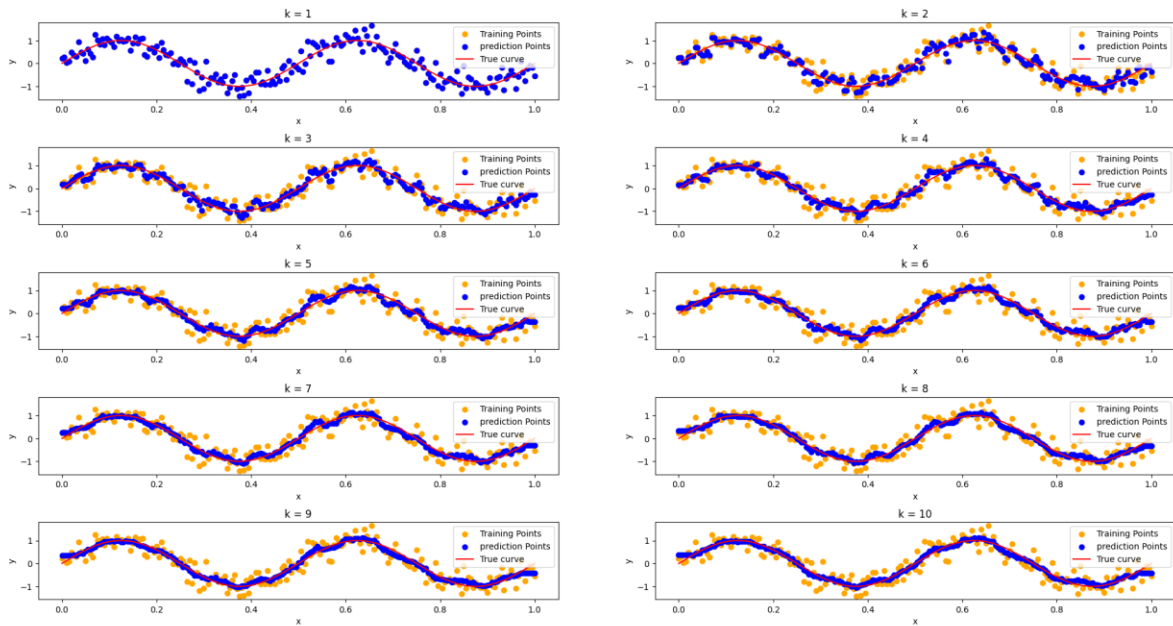 k = 1
Training Points
prediction Points
True curve
y
1
0
−1
0.0 0.2 0.4 0.6 0.8 1.0
x
k = 2
Training Points
prediction Points
True curve
y
1
0
−1
0.0 0.2 0.4 0.6 0.8 1.0
x
k = 3
Training Points
prediction Points
True curve
y
1
0
−1
0.0 0.2 0.4 0.6 0.8 1.0
x
k = 4
Training Points
prediction Points
True curve
y
1
0
−1
0.0 0.2 0.4 0.6 0.8 1.0
x
k = 5
Training Points
prediction Points
True curve
y
1
0
−1
0.0 0.2 0.4 0.6 0.8 1.0
x
k = 6
Training Points
prediction Points
True curve
y
1
0
−1
0.0 0.2 0.4 0.6 0.8 1.0
x
k = 7
Training Points
prediction Points
True curve
y
1
0
−1
0.0 0.2 0.4 0.6 0.8 1.0
x
k = 8
Training Points
prediction Points
True curve
y
1
0
−1
0.0 0.2 0.4 0.6 0.8 1.0
x
k = 9
Training Points
prediction Points
True curve
y
1
0
−1
0.0 0.2 0.4 0.6 0.8 1.0
x
k = 10
Training Points
prediction Points
True curve
y
1
0
−1
0.0 0.2 0.4 0.6 0.8 1.0
x